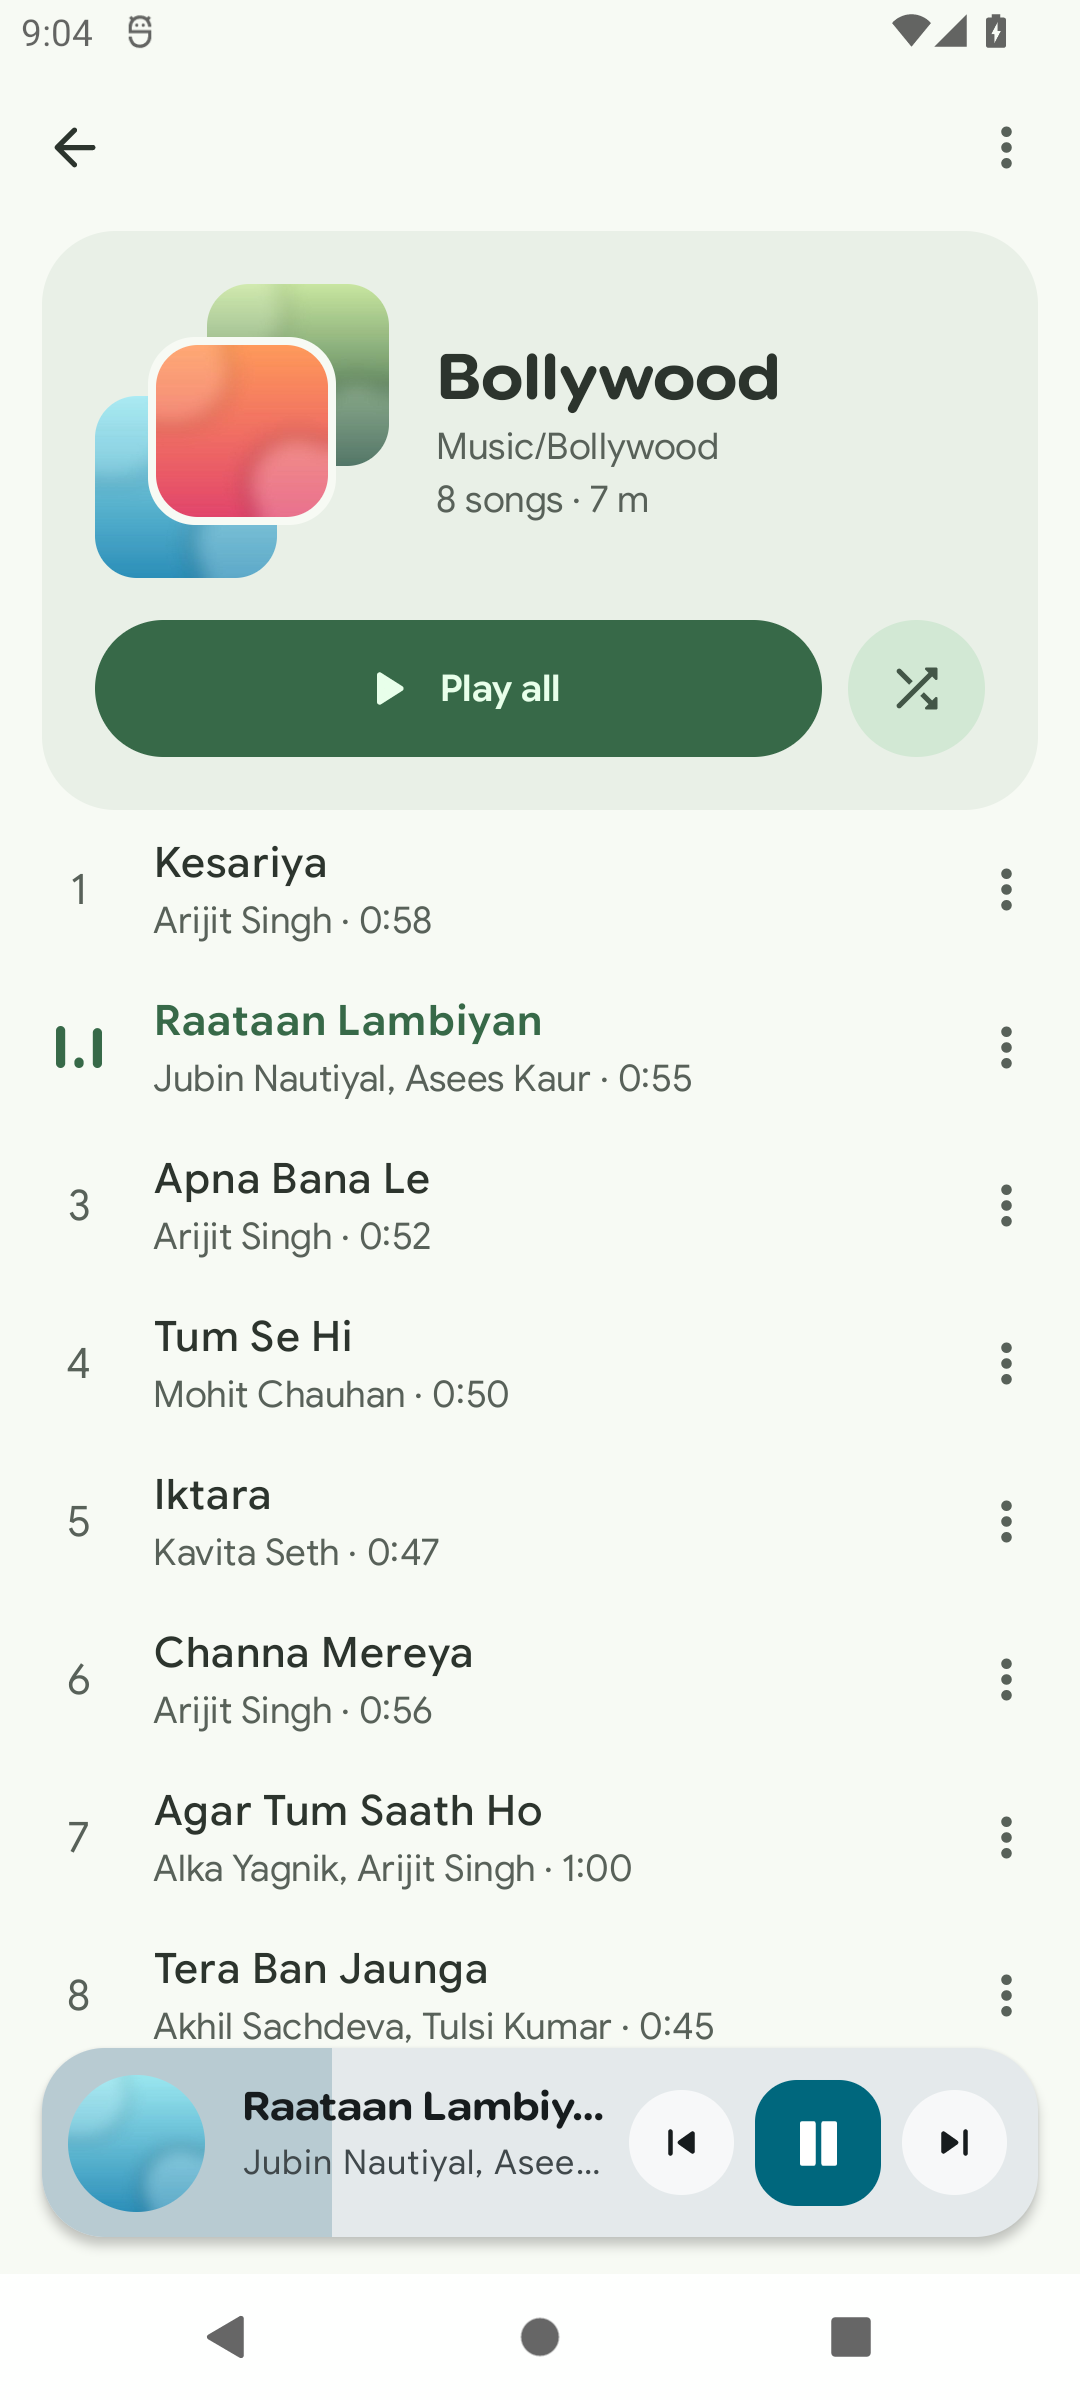 9:04
Bollywood
Music/Bollywood
8 songs · 7 m
Play all
1
Kesariya
Arijit Singh · 0:58
Raataan Lambiyan
Jubin Nautiyal, Asees Kaur · 0:55
3
Apna Bana Le
Arijit Singh · 0:52
4
Tum Se Hi
Mohit Chauhan · 0:50
5
Iktara
Kavita Seth · 0:47
6
Channa Mereya
Arijit Singh · 0:56
7
Agar Tum Saath Ho
Alka Yagnik, Arijit Singh · 1:00
8
Tera Ban Jaunga
Akhil Sachdeva, Tulsi Kumar · 0:45
Raataan Lambiy...
Jubin Nautiyal, Asee...